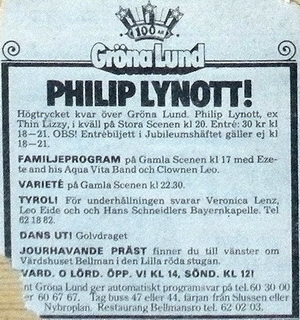 100 ÅR
Gröna Lund
PHILIP LYNOTT!
Högtrycket kvar över Gröna Lund. Philip Lynott, ex
Thin Lizzy, i kväll på Stora Scenen kl 20. Entré: 30 kr kl
18—21. OBS! Entrébiljett i Jubileumshäftet gäller ej kl
18—21.
FAMILJEPROGRAM på Gamla Scenen kl 17 med Eze-
te and his Aqua Vita Band och Clownen Leo.
VARIETÉ på Gamla Scenen kl 22.30.
TYROL! För underhållningen svarar Veronica Lenz,
Leo Eide och och Hans Schneidlers Bayernkapelle. Tel
62 18 82.
DANS UT! Golvdraget
JOURHAVANDE PRÄST finner du till vänster om
Värdshuset Bellman i den Lilla röda stugan.
VARD. O LÖRD. ÖPP. VI KL 14, SÖND. KL 12!
nt Gröna Lund ger automatiskt programsvar på tel. 60 30 00
er 60 67 67. Tag buss 47 eller 44, färjan från Slussen eller
Nybroplan. Restaurang Bellmansro tel. 62 02 03.